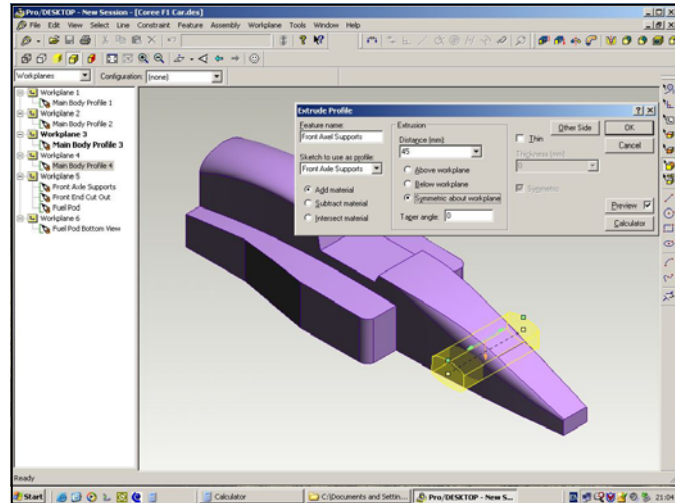 Pro/DESKTOP - New Session - [Coree F1 Car.des]
File Edit View Select Line Constraint Feature Assembly Workplane Tools Window Help
Workplanes
Configuration: (none)
Workplane 1
Main Body Profile 1
Workplane 2
Main Body Profile 2
Workplane 3
Main Body Profile 3
Workplane 4
Main Body Profile 4
Workplane 5
Front Axle Supports
Front End Cut Out
Fuel Pod
Workplane 6
Fuel Pod Bottom View
Extrude Profile
Feature name:
Front Axel Supports
Sketch to use as profile:
Front Axle Supports
Add material
Subtract material
Intersect material
Extrusion
Distance (mm):
45
Above workplane
Below workplane
Symmetric about workplane
Taper angle: 0
Other Side
Thin
Thickness (mm)
0
Symmetric
OK
Cancel
Preview
Calculator
Ready
Start
Calculator
C:\Documents and Settin...
Pro/DESKTOP - New S...
21:04